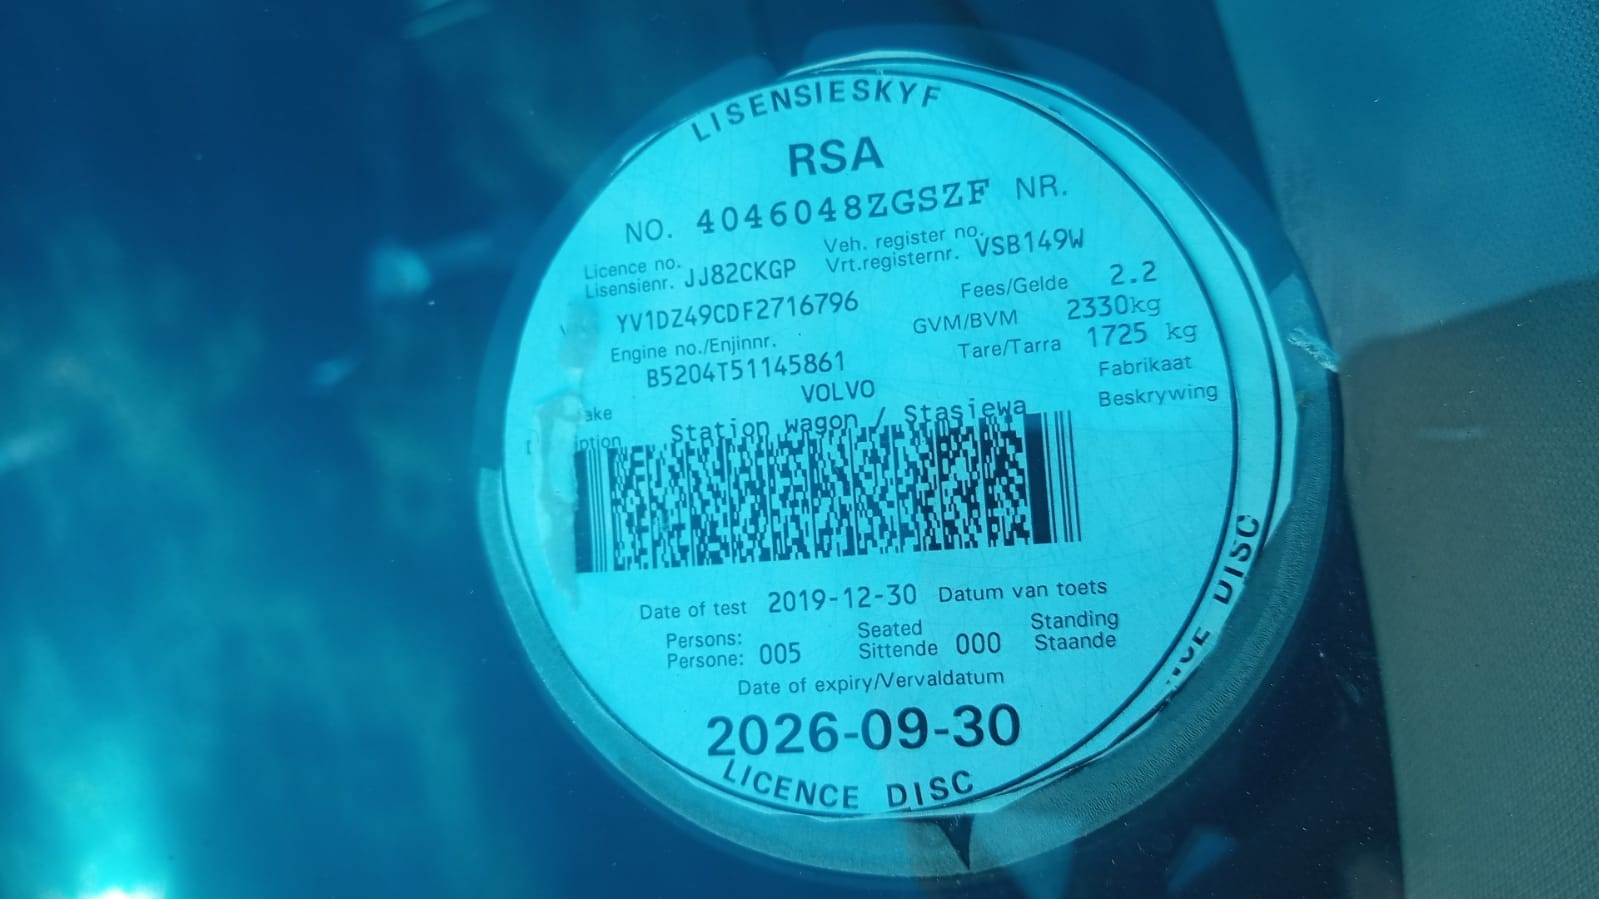 LISENSIESKYF
RSA
NO. 4046048ZGSZF NR.
Licence no. Lisensienr. JJ82CKGP Veh. register no. Vrt.registernr. VSB149W
YV1DZ49CDF2716796 Fees/Gelde 2.2
Engine no./Enjinnr. GVM/BVM 2330kg
B5204T51145861 Tare/Tarra 1725 kg
VOLVO Fabrikaat
Station wagon / Stasiewa Beskrywing
Date of test 2019-12-30 Datum van toets
Persons: Persone: 005 Seated Sittende 000 Standing Staande
Date of expiry/Vervaldatum
2026-09-30
LICENCE DISC
DISC